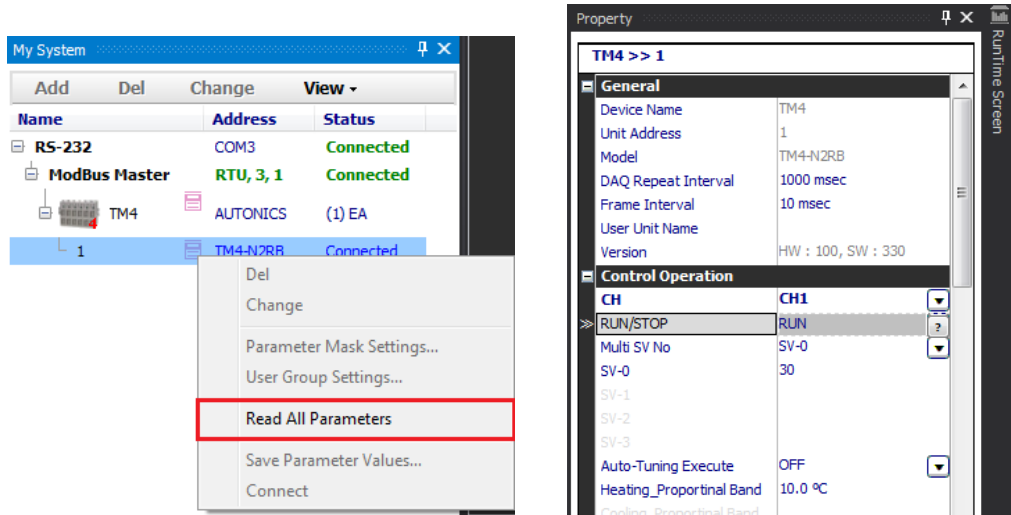 My System
Add Del Change View
Name Address Status
RS-232 COM3 Connected
ModBus Master RTU, 3, 1 Connected
4 TM4 AUTONICS (1) EA
1 TM4-N2RB Connected
Del
Change
Parameter Mask Settings...
User Group Settings...
Read All Parameters
Save Parameter Values...
Connect
Property
TM4 >> 1
General
Device Name TM4
Unit Address 1
Model TM4-N2RB
DAQ Repeat Interval 1000 msec
Frame Interval 10 msec
User Unit Name
Version HW : 100, SW : 330
Control Operation
CH CH1
RUN/STOP RUN ?
Multi SV No SV-0
SV-0 30
SV-1
SV-2
SV-3
Auto-Tuning Execute OFF
Heating_Proportinal Band 10.0 ºC
Cooling_Proportinal Band
RunTime Screen